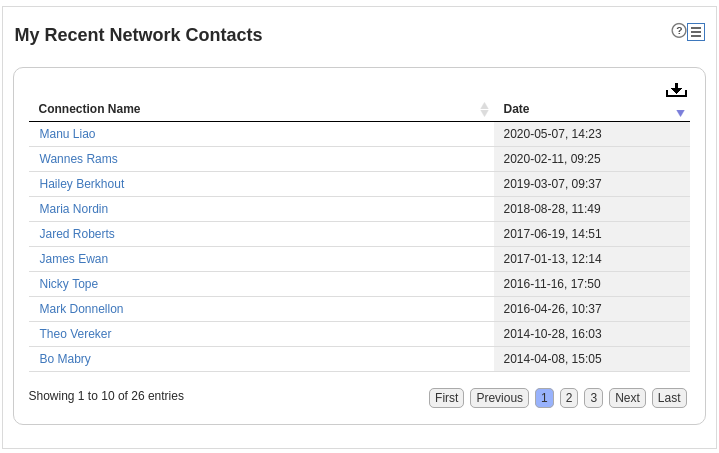 My Recent Network Contacts ?
Connection Name Date
Manu Liao 2020-05-07, 14:23
Wannes Rams 2020-02-11, 09:25
Hailey Berkhout 2019-03-07, 09:37
Maria Nordin 2018-08-28, 11:49
Jared Roberts 2017-06-19, 14:51
James Ewan 2017-01-13, 12:14
Nicky Tope 2016-11-16, 17:50
Mark Donnellon 2016-04-26, 10:37
Theo Vereker 2014-10-28, 16:03
Bo Mabry 2014-04-08, 15:05
Showing 1 to 10 of 26 entries First Previous 1 2 3 Next Last